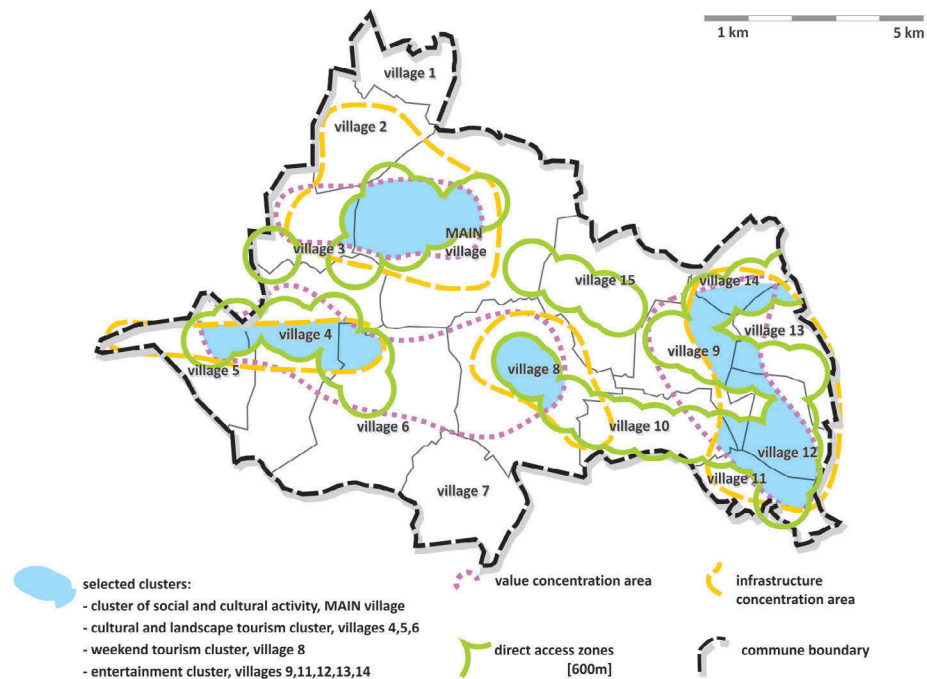 1 km
5 km
village 1
village 2
MAIN
village
village 3
village 15
village 14
village 13
village 4
village 9
village 5
village 8
village 6
village 10
village 12
village 11
village 7
selected clusters:
- cluster of social and cultural activity, MAIN village
- cultural and landscape tourism cluster, villages 4,5,6
- weekend tourism cluster, village 8
- entertainment cluster, villages 9,11,12,13,14
value concentration area
direct access zones
[600m]
infrastructure
concentration area
commune boundary